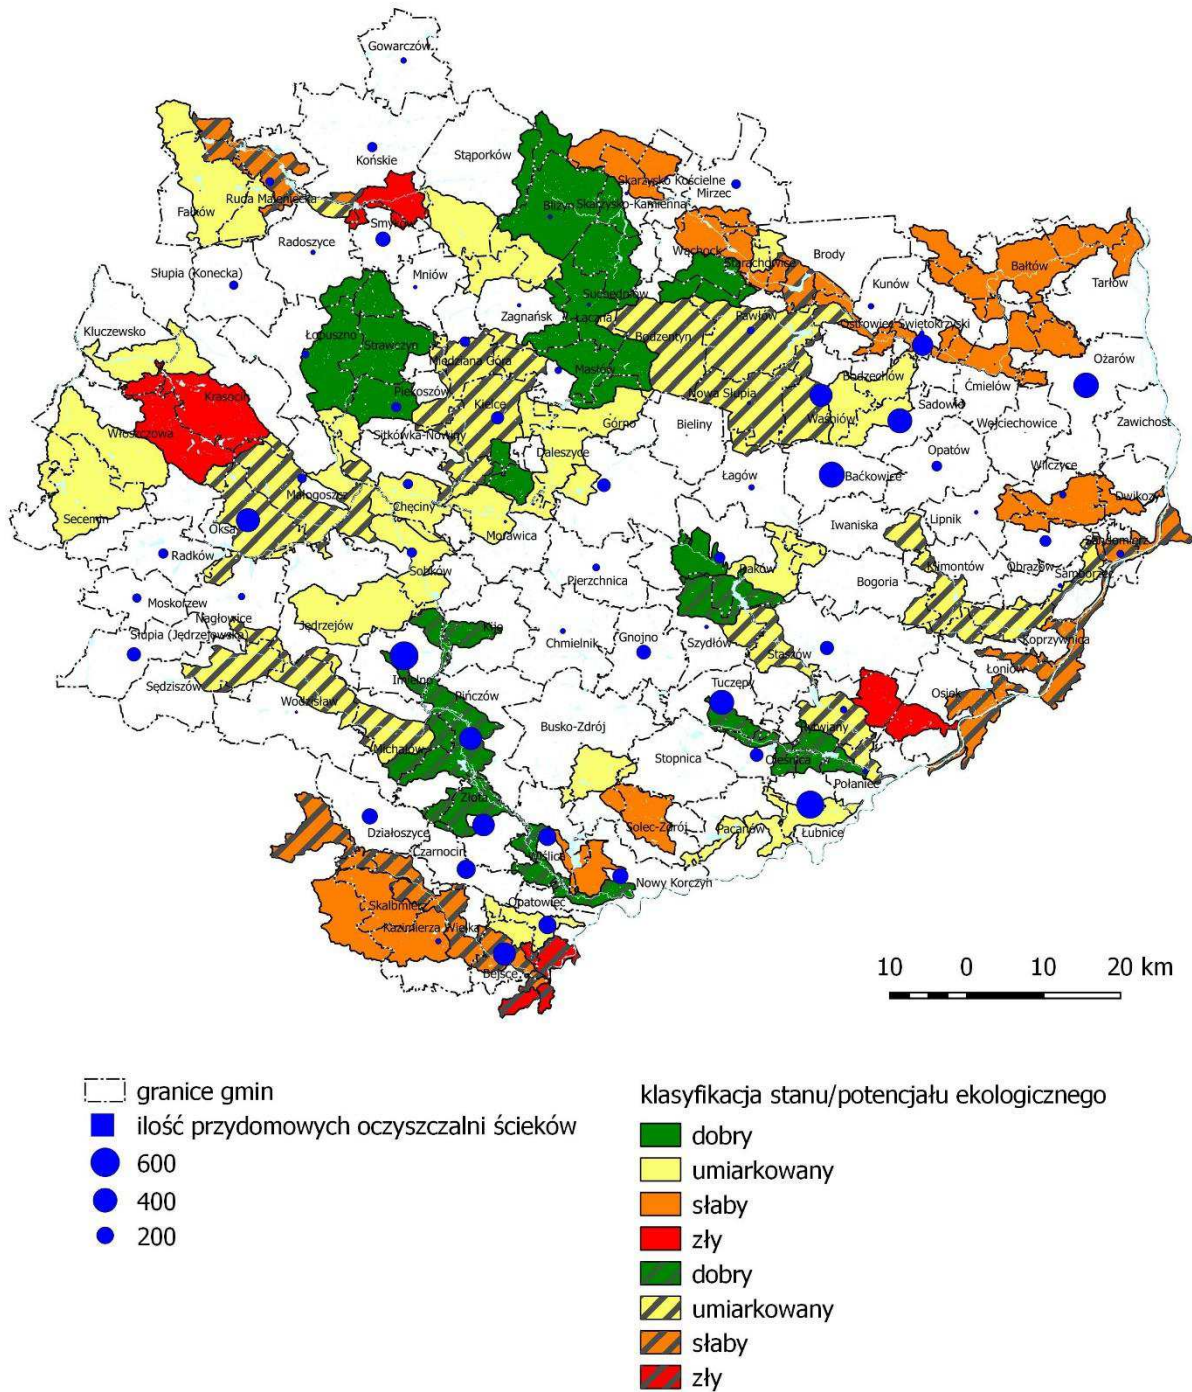 Gowarczów
Końskie
Stąporków
Skarżysko Kościelne
Mirzec
Ruda Maleniecka
Bliżyn
Skarżysko-Kamienna
Fałków
Smyków
Radoszyce
Wąchock
Starachowice
Brody
Bałtów
Słupia (Konecka)
Mniów
Kunów
Tarłów
Suchedniów
Zagnańsk
Łączna
Kluczewsko
Łopuszno
Strawczyn
Bodzentyn
Pawłów
Ostrowiec Świętokrzyski
Miedziana Góra
Masłów
Bodzechów
Ożarów
Ćmielów
Krasocin
Piekoszów
Nowa Słupia
Kielce
Waśniów
Sadowie
Wojciechowice
Zawichost
Włoszczowa
Sitkówka-Nowiny
Górno
Bieliny
Daleszyce
Opatów
Wilczyce
Małogoszcz
Łagów
Baćkowice
Dwikozy
Secemin
Chęciny
Oksa
Morawica
Iwaniska
Lipnik
Sandomierz
Radków
Sobków
Pierzchnica
Raków
Klimontów
Obrazów
Samborzec
Bogoria
Moskorzew
Nagłowice
Słupia (Jędrzejowska)
Jędrzejów
Kije
Chmielnik
Gnojno
Szydłów
Staszów
Koprzywnica
Łoniów
Sędziszów
Imielno
Pińczów
Tuczępy
Osiek
Wodzisław
Busko-Zdrój
Rytwiany
Michałów
Stopnica
Oleśnica
Połaniec
Złota
Działoszyce
Solec-Zdrój
Pacanów
Łubnice
Czarnocin
Wiślica
Nowy Korczyn
Skalbmierz
Opatowiec
Kazimierza Wielka
Bejsce
10 0 10 20 km
granice gmin
ilość przydomowych oczyszczalni ścieków
600
400
200
klasyfikacja stanu/potencjału ekologicznego
dobry
umiarkowany
słaby
zły
dobry
umiarkowany
słaby
zły